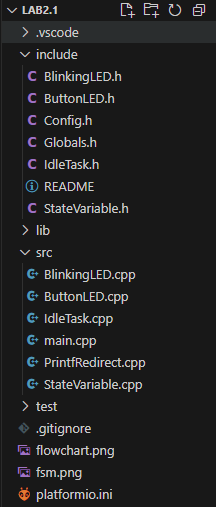 LAB2.1
.vscode
include
BlinkingLED.h
ButtonLED.h
Config.h
Globals.h
IdleTask.h
README
StateVariable.h
lib
src
BlinkingLED.cpp
ButtonLED.cpp
IdleTask.cpp
main.cpp
PrintfRedirect.cpp
StateVariable.cpp
test
.gitignore
flowchart.png
fsm.png
platformio.ini